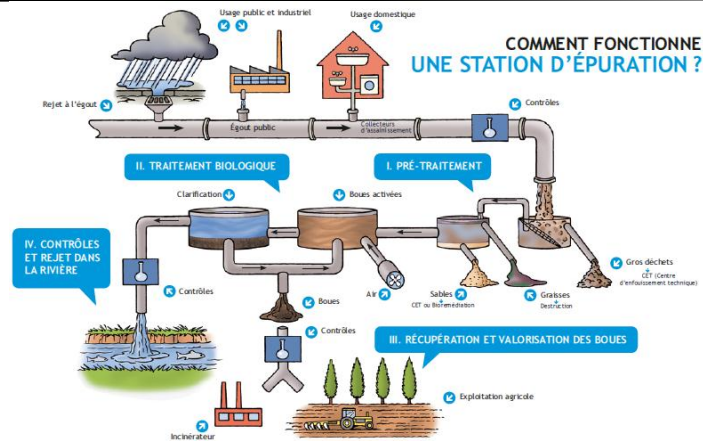 Usage public et industriel
Usage domestique
COMMENT FONCTIONNE
UNE STATION D'ÉPURATION ?
Rejet à l'égout
Égout public
Collecteurs
d'assainissement
Contrôles
II. TRAITEMENT BIOLOGIQUE
I. PRÉ-TRAITEMENT
Clarification
Boues activées
IV. CONTRÔLES
ET REJET DANS
LA RIVIÈRE
Contrôles
Boues
Air
Sables
CET ou Biorémédiation
Graisses
Destruction
Gros déchets
CET (Centre
d'enfouissement technique)
Contrôles
III. RÉCUPÉRATION ET VALORISATION DES BOUES
Exploitation agricole
Incinérateur